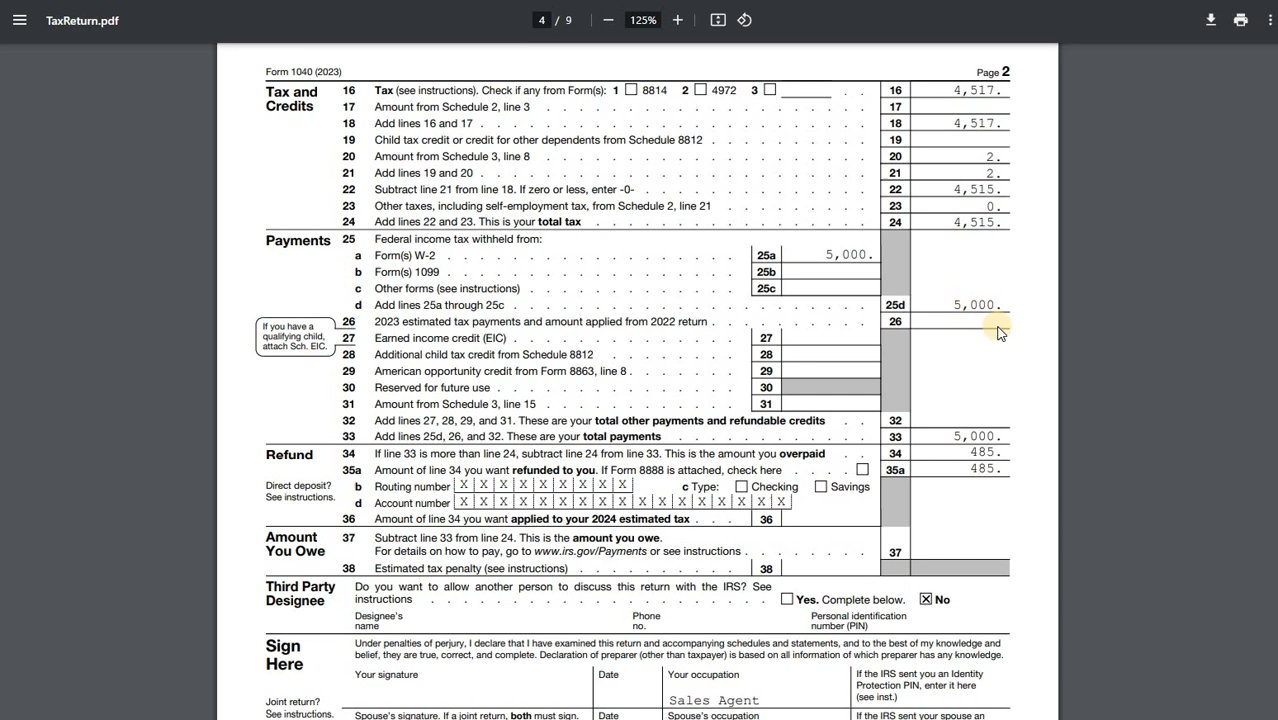 TaxReturn.pdf 4 / 9 125%
Form 1040 (2023) Page 2
Tax and Credits 16 Tax (see instructions). Check if any from Form(s): 1 8814 2 4972 3 . . 16 4,517.
17 Amount from Schedule 2, line 3 . . . . . . . . . . . . . . . . . . . . 17
18 Add lines 16 and 17 . . . . . . . . . . . . . . . . . . . . . . 18 4,517.
19 Child tax credit or credit for other dependents from Schedule 8812 . . . . . . . . . . 19
20 Amount from Schedule 3, line 8 . . . . . . . . . . . . . . . . . . . . 20 2.
21 Add lines 19 and 20 . . . . . . . . . . . . . . . . . . . . . . 21 2.
22 Subtract line 21 from line 18. If zero or less, enter -0- . . . . . . . . . . . . . . 22 4,515.
23 Other taxes, including self-employment tax, from Schedule 2, line 21 . . . . . . . . . 23 0.
24 Add lines 22 and 23. This is your total tax . . . . . . . . . . . . . . . . 24 4,515.
Payments 25 Federal income tax withheld from:
a Form(s) W-2 . . . . . . . . . . . . . . . . . 25a 5,000.
b Form(s) 1099 . . . . . . . . . . . . . . . . . 25b
c Other forms (see instructions) . . . . . . . . . . . . . 25c
d Add lines 25a through 25c . . . . . . . . . . . . . . . . . . . . . 25d 5,000.
If you have a qualifying child, attach Sch. EIC.
26 2023 estimated tax payments and amount applied from 2022 return . . . . . . . . . . 26
27 Earned income credit (EIC) . . . . . . . . . . . . . . 27
28 Additional child tax credit from Schedule 8812 . . . . . . . . 28
29 American opportunity credit from Form 8863, line 8 . . . . . . . 29
30 Reserved for future use . . . . . . . . . . . . . . . 30
31 Amount from Schedule 3, line 15 . . . . . . . . . . . . 31
32 Add lines 27, 28, 29, and 31. These are your total other payments and refundable credits . . 32
33 Add lines 25d, 26, and 32. These are your total payments . . . . . . . . . . . 33 5,000.
Refund 34 If line 33 is more than line 24, subtract line 24 from line 33. This is the amount you overpaid . . 34 485.
35a Amount of line 34 you want refunded to you. If Form 8888 is attached, check here . . . . 35a 485.
Direct deposit? See instructions.
b Routing number X X X X X X X X X c Type: Checking Savings
d Account number X X X X X X X X X X X X X X X X X
36 Amount of line 34 you want applied to your 2024 estimated tax . . . 36
Amount You Owe 37 Subtract line 33 from line 24. This is the amount you owe.
For details on how to pay, go to www.irs.gov/Payments or see instructions . . . . . . . . 37
38 Estimated tax penalty (see instructions) . . . . . . . . . . 38
Third Party Designee Do you want to allow another person to discuss this return with the IRS? See
instructions . . . . . . . . . . . . . . . . . . . . Yes. Complete below. X No
Designee's name Phone no. Personal identification number (PIN)
Sign Here Under penalties of perjury, I declare that I have examined this return and accompanying schedules and statements, and to the best of my knowledge and
belief, they are true, correct, and complete. Declaration of preparer (other than taxpayer) is based on all information of which preparer has any knowledge.
Your signature Date Your occupation If the IRS sent you an Identity
Protection PIN, enter it here
(see inst.)
Sales Agent
Joint return?
See instructions.
Spouse's signature. If a joint return, both must sign. Date Spouse's occupation If the IRS sent your spouse an